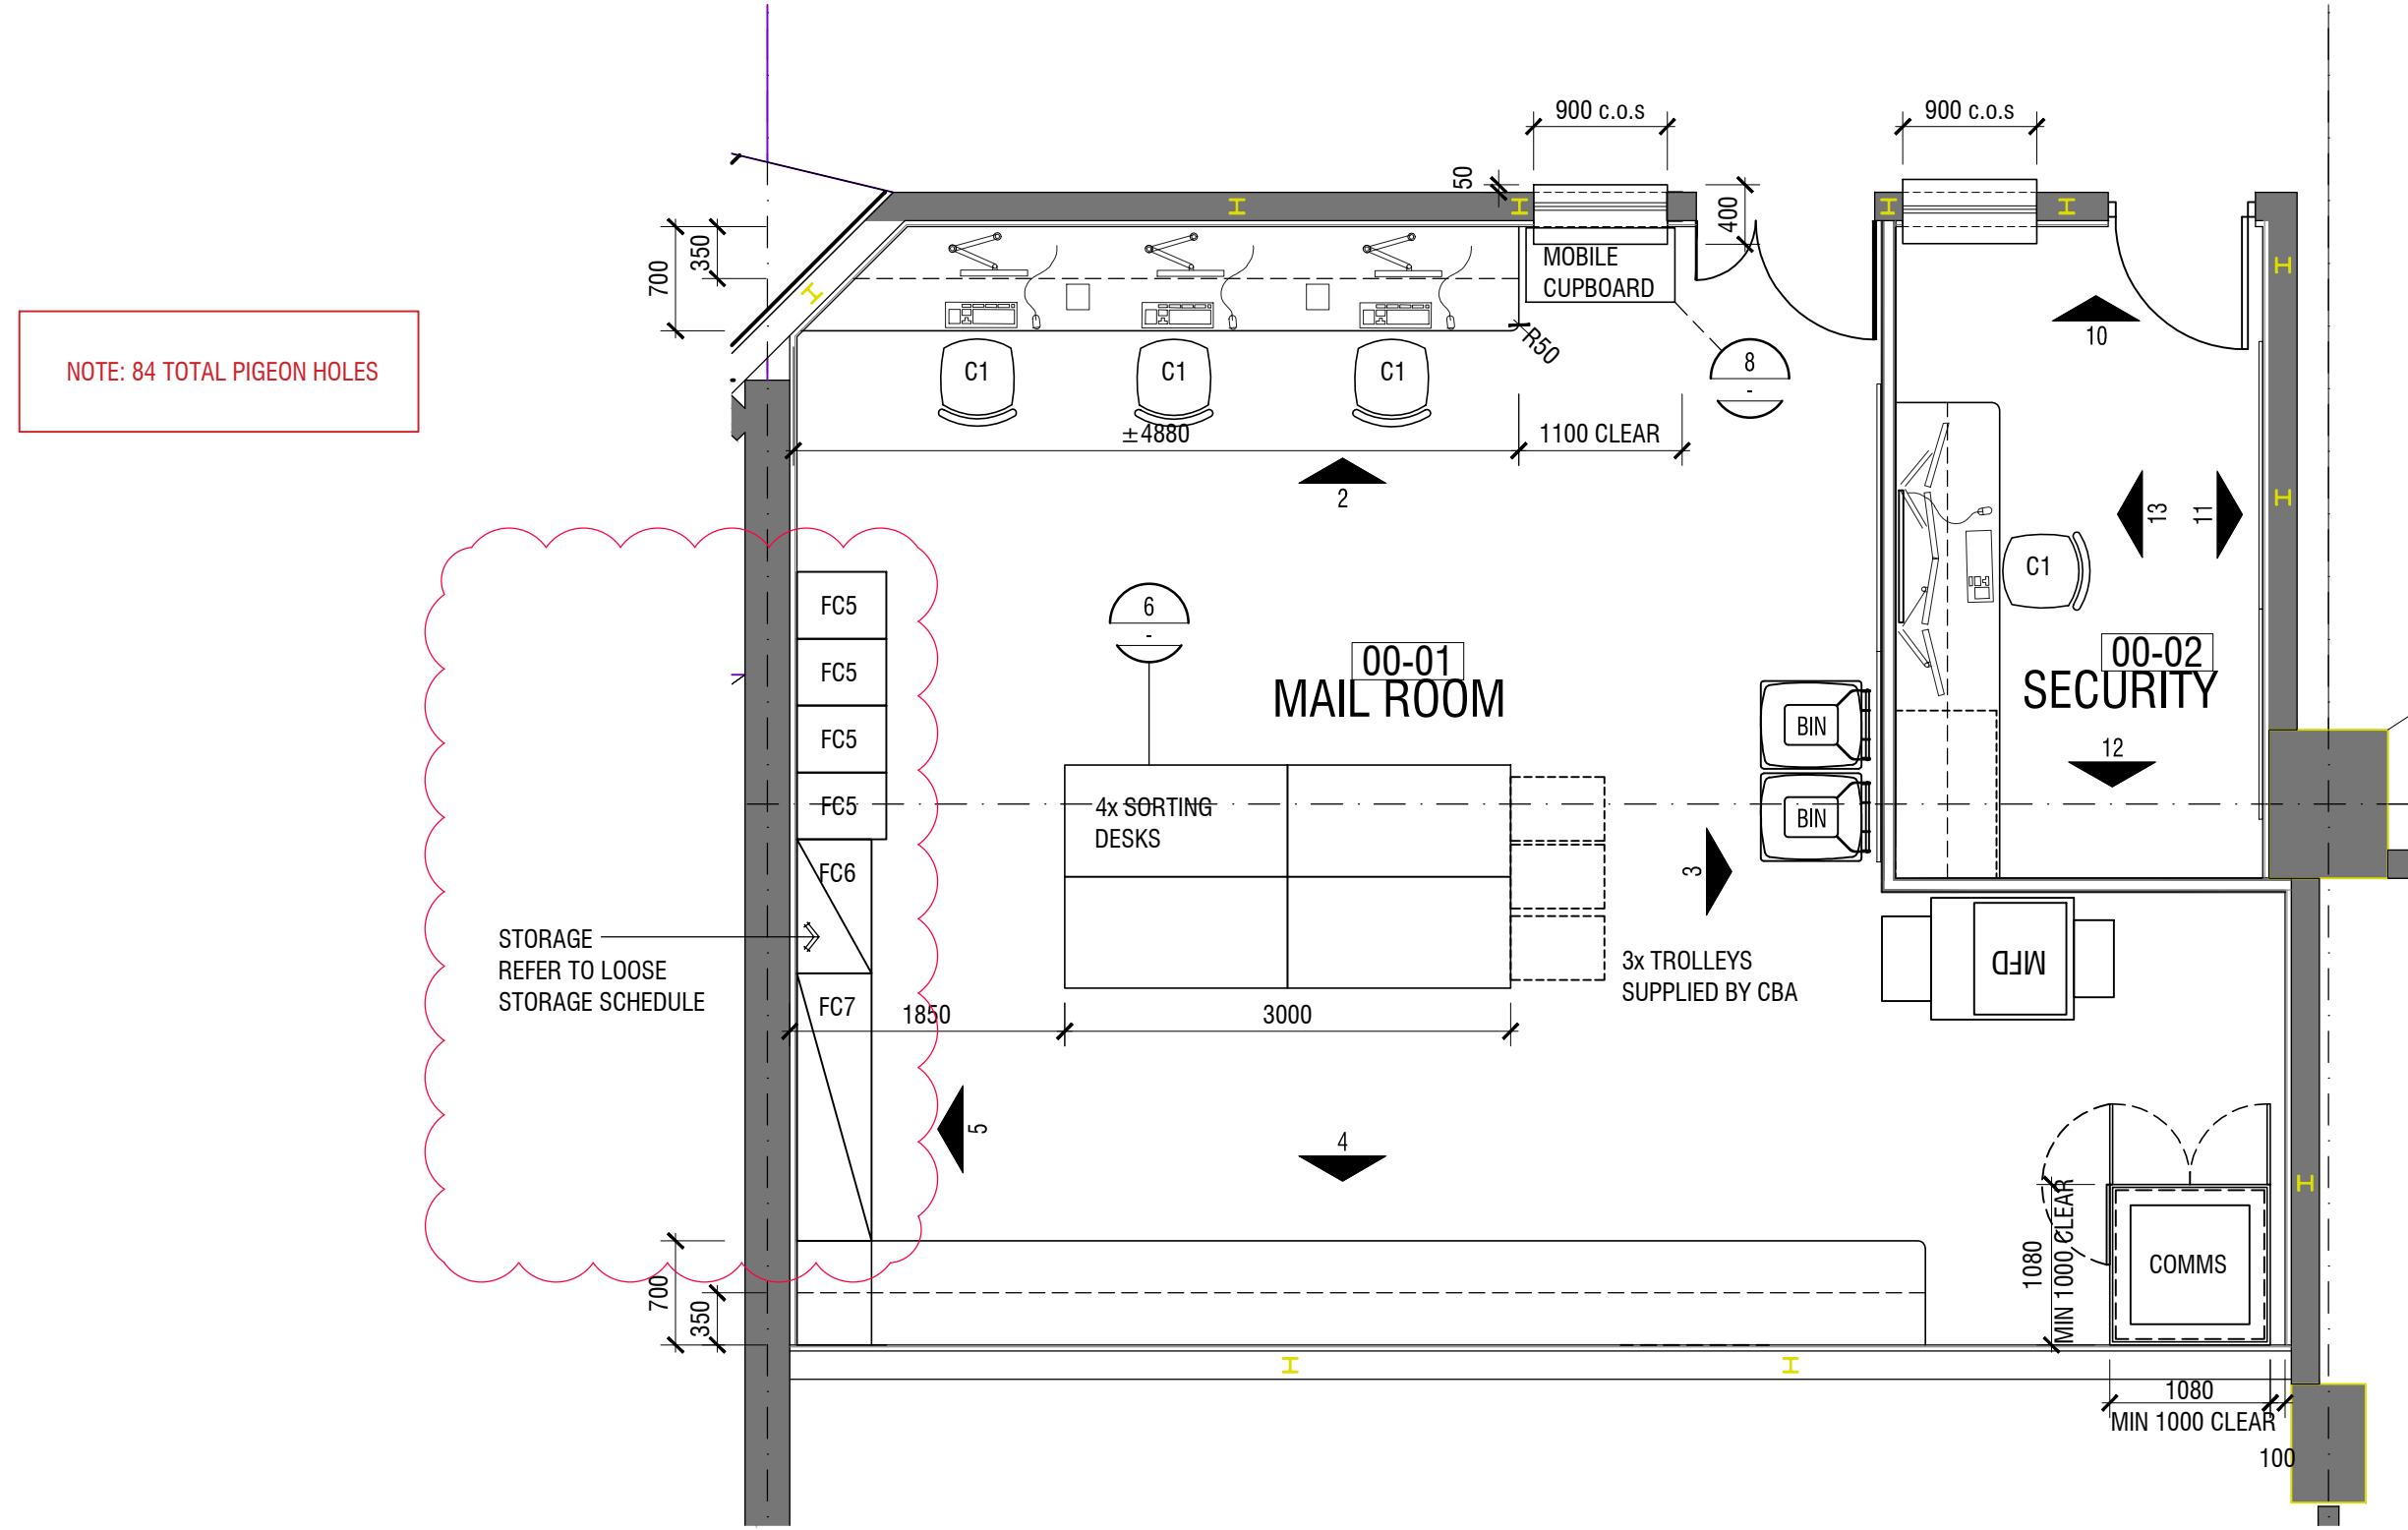 900 c.o.s
900 c.o.s
50
400
350
700
MOBILE
CUPBOARD
R50
NOTE: 84 TOTAL PIGEON HOLES
C1
C1
C1
8
-
10
±4880
1100 CLEAR
2
13
11
C1
FC5
FC5
FC5
FC5
FC6
FC7
6
-
00-01
MAIL ROOM
00-02
SECURITY
BIN
BIN
12
4x SORTING
DESKS
3
STORAGE
REFER TO LOOSE
STORAGE SCHEDULE
3x TROLLEYS
SUPPLIED BY CBA
MFD
1850
3000
5
4
700
350
1080
MIN 1000 CLEAR
COMMS
1080
MIN 1000 CLEAR
100